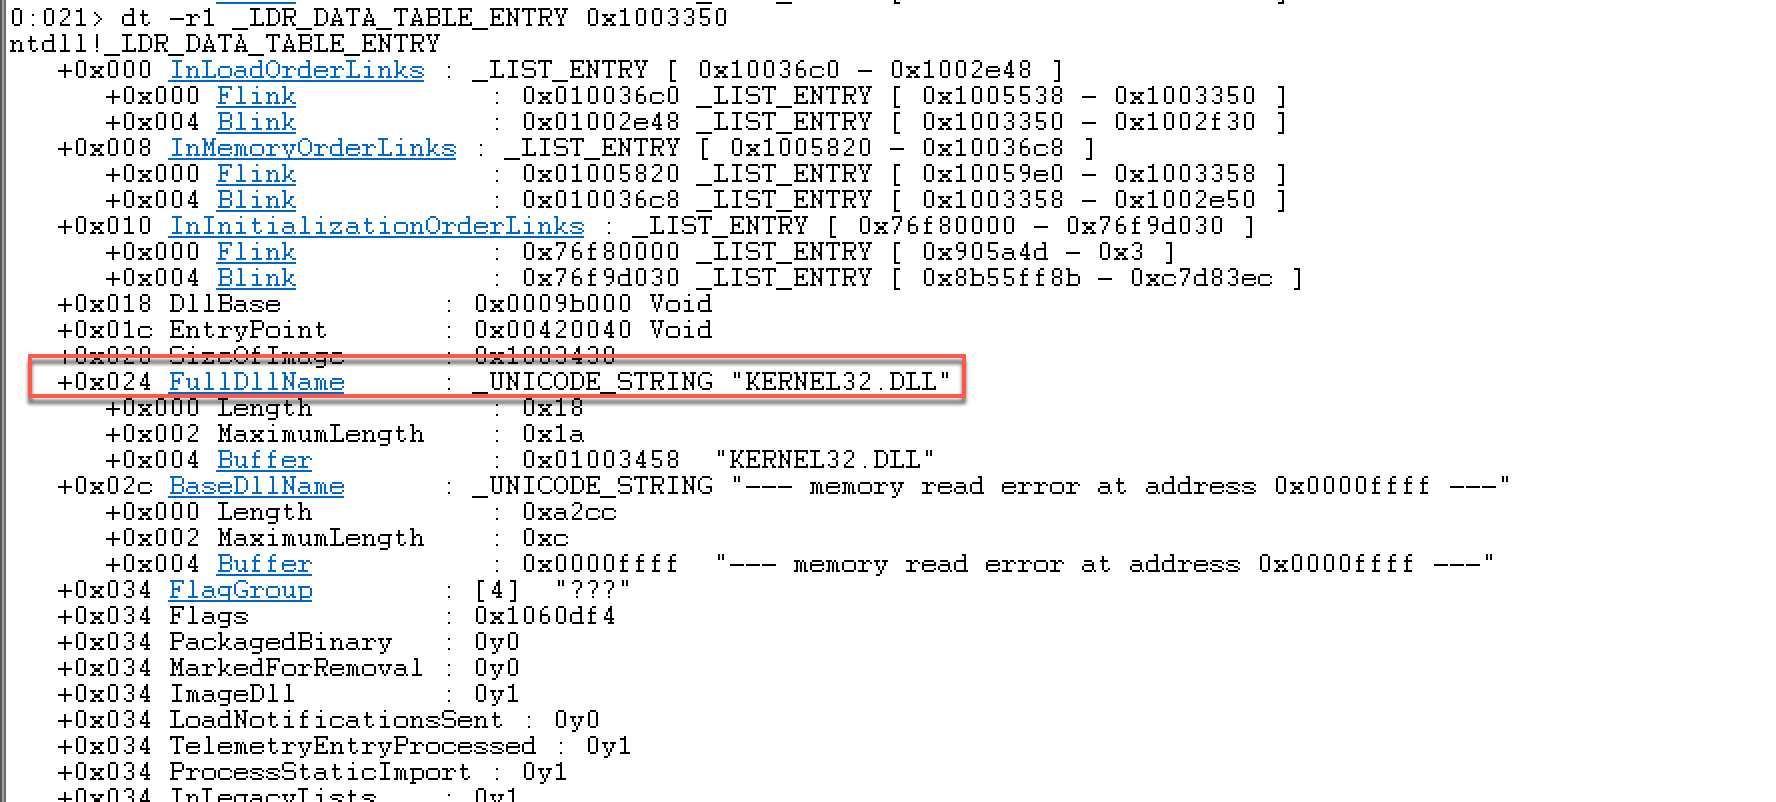 0:021> dt -r1 _LDR_DATA_TABLE_ENTRY 0x1003350
ntdll!_LDR_DATA_TABLE_ENTRY
+0x000 InLoadOrderLinks : _LIST_ENTRY [ 0x10036c0 - 0x1002e48 ]
+0x000 Flink : 0x010036c0 _LIST_ENTRY [ 0x1005538 - 0x1003350 ]
+0x004 Blink : 0x01002e48 _LIST_ENTRY [ 0x1003350 - 0x1002f30 ]
+0x008 InMemoryOrderLinks : _LIST_ENTRY [ 0x1005820 - 0x10036c8 ]
+0x000 Flink : 0x01005820 _LIST_ENTRY [ 0x10059e0 - 0x1003358 ]
+0x004 Blink : 0x010036c8 _LIST_ENTRY [ 0x1003358 - 0x1002e50 ]
+0x010 InInitializationOrderLinks : _LIST_ENTRY [ 0x76f80000 - 0x76f9d030 ]
+0x000 Flink : 0x76f80000 _LIST_ENTRY [ 0x905a4d - 0x3 ]
+0x004 Blink : 0x76f9d030 _LIST_ENTRY [ 0x8b55ff8b - 0xc7d83ec ]
+0x018 DllBase : 0x0009b000 Void
+0x01c EntryPoint : 0x00420040 Void
+0x020 SizeOfImage : 0x1003430
+0x024 FullDllName : _UNICODE_STRING "KERNEL32.DLL"
+0x000 Length : 0x18
+0x002 MaximumLength : 0x1a
+0x004 Buffer : 0x01003458 "KERNEL32.DLL"
+0x02c BaseDllName : _UNICODE_STRING "--- memory read error at address 0x0000ffff ---"
+0x000 Length : 0xa2cc
+0x002 MaximumLength : 0xc
+0x004 Buffer : 0x0000ffff "--- memory read error at address 0x0000ffff ---"
+0x034 FlagGroup : [4] "???"
+0x034 Flags : 0x1060df4
+0x034 PackagedBinary : 0y0
+0x034 MarkedForRemoval : 0y0
+0x034 ImageDll : 0y1
+0x034 LoadNotificationsSent : 0y0
+0x034 TelemetryEntryProcessed : 0y1
+0x034 ProcessStaticImport : 0y1
+0x034 InLegacyLists : 0y1